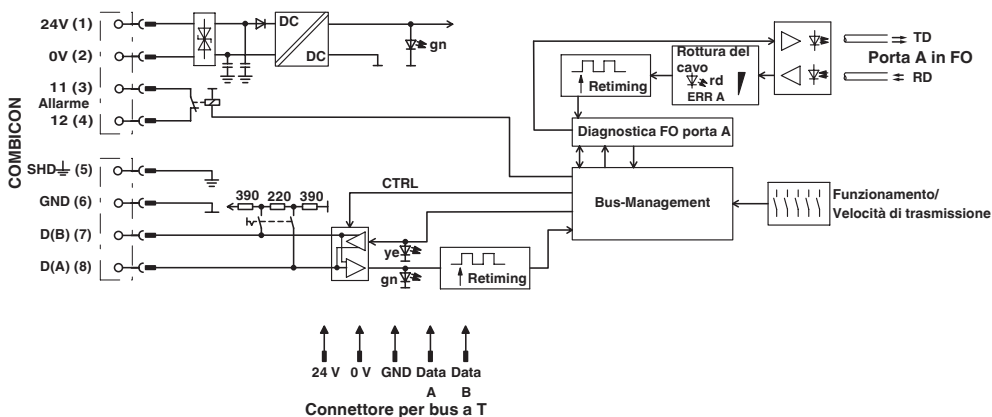 COMBICON
24V (1)
0V (2)
11 (3)
Allarme
12 (4)
SHD (5)
GND (6)
D(B) (7)
D(A) (8)
DC
DC
gn
390 220 390
CTRL
ye
gn
Retiming
Retiming
Rottura del
cavo
rd
ERR A
Diagnostica FO porta A
Bus-Management
TD
Porta A in FO
RD
Funzionamento/
Velocità di trasmissione
24 V 0 V GND Data Data
A B
Connettore per bus a T